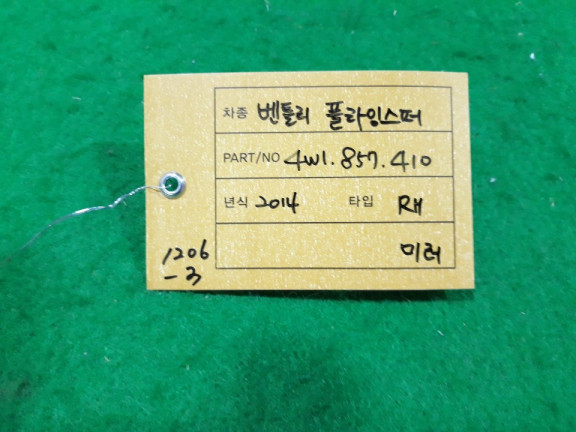 차종 벤틀리 플라잉스퍼
PART/NO 4W1.857.410
년식 2014 타입 RH
미러
1206
-3